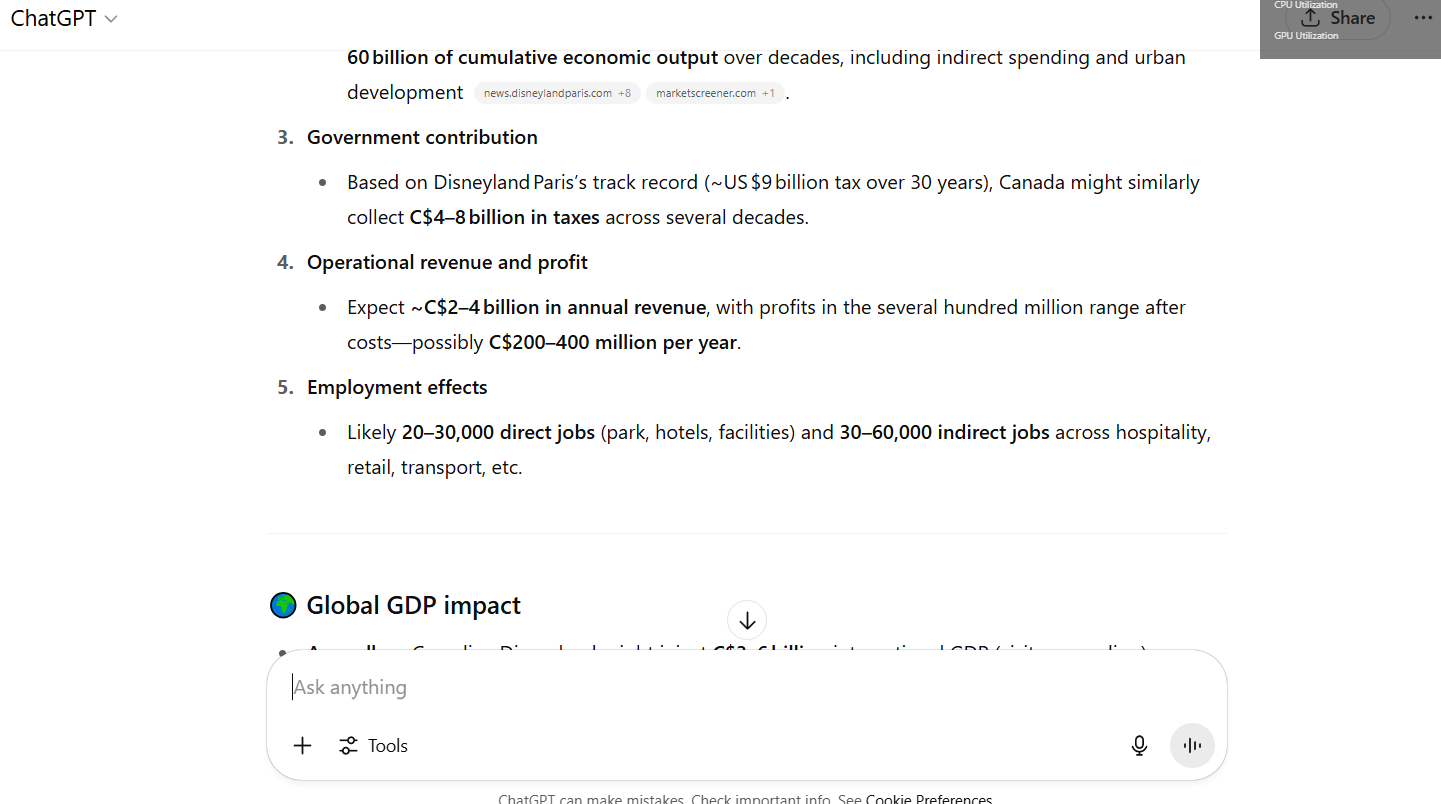 ChatGPT
CPU Utilization
Share
GPU Utilization
60 billion of cumulative economic output over decades, including indirect spending and urban
development news.disneylandparis.com +8 marketscreener.com +1 .
3. Government contribution
• Based on Disneyland Paris’s track record (~US $9 billion tax over 30 years), Canada might similarly
collect C$4–8 billion in taxes across several decades.
4. Operational revenue and profit
• Expect ~C$2–4 billion in annual revenue, with profits in the several hundred million range after
costs—possibly C$200–400 million per year.
5. Employment effects
• Likely 20–30,000 direct jobs (park, hotels, facilities) and 30–60,000 indirect jobs across hospitality,
retail, transport, etc.
🌍 Global GDP impact
Ask anything
Tools
ChatGPT can make mistakes. Check important info. See Cookie Preferences.